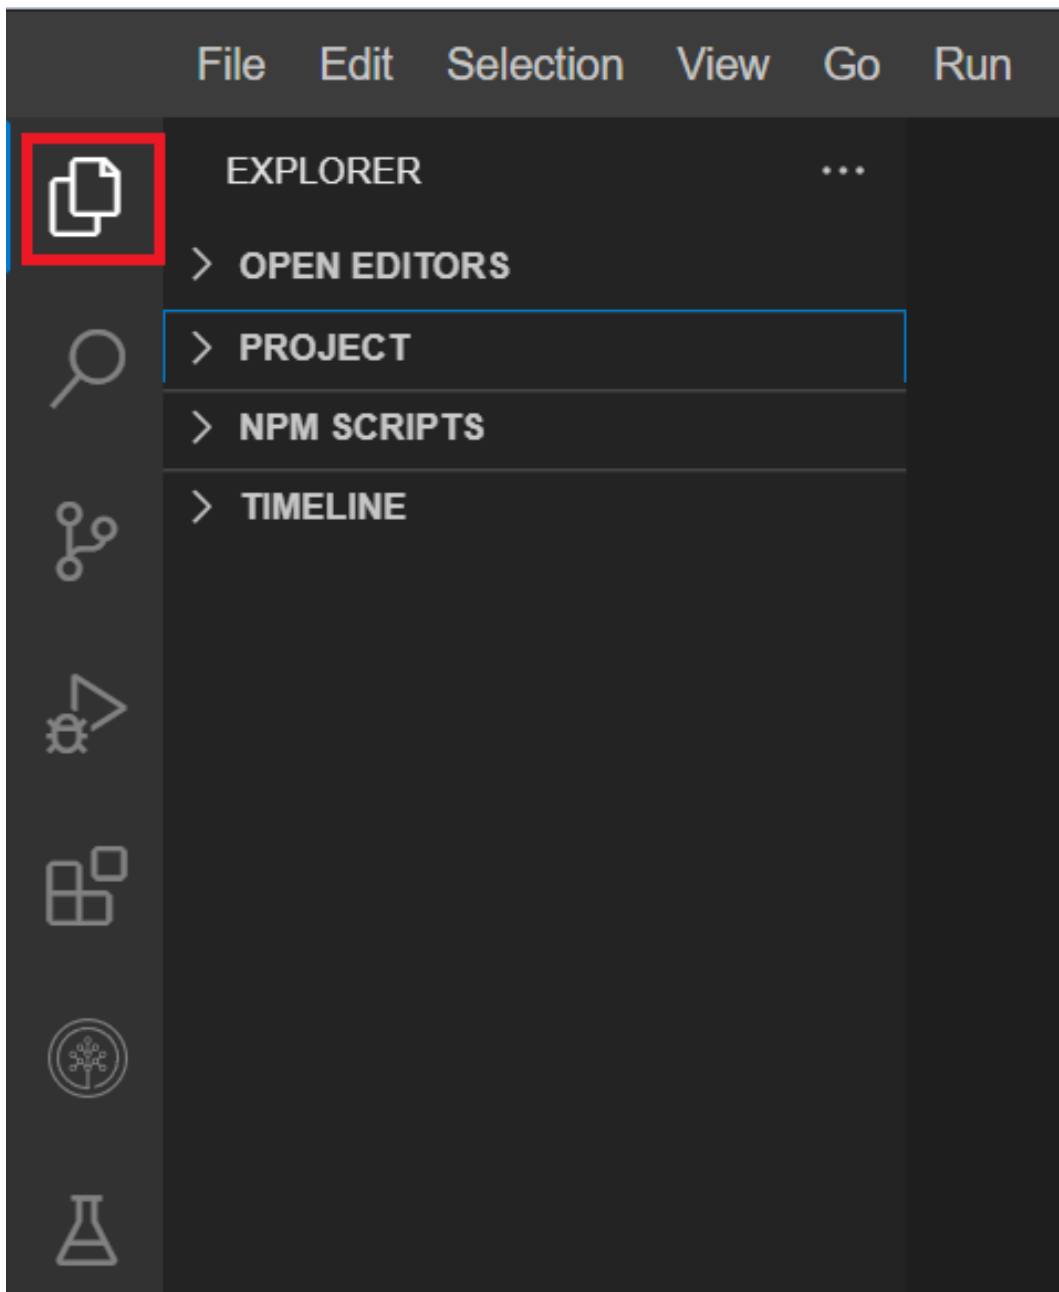 File Edit Selection View Go Run
EXPLORER
OPEN EDITORS
PROJECT
NPM SCRIPTS
TIMELINE